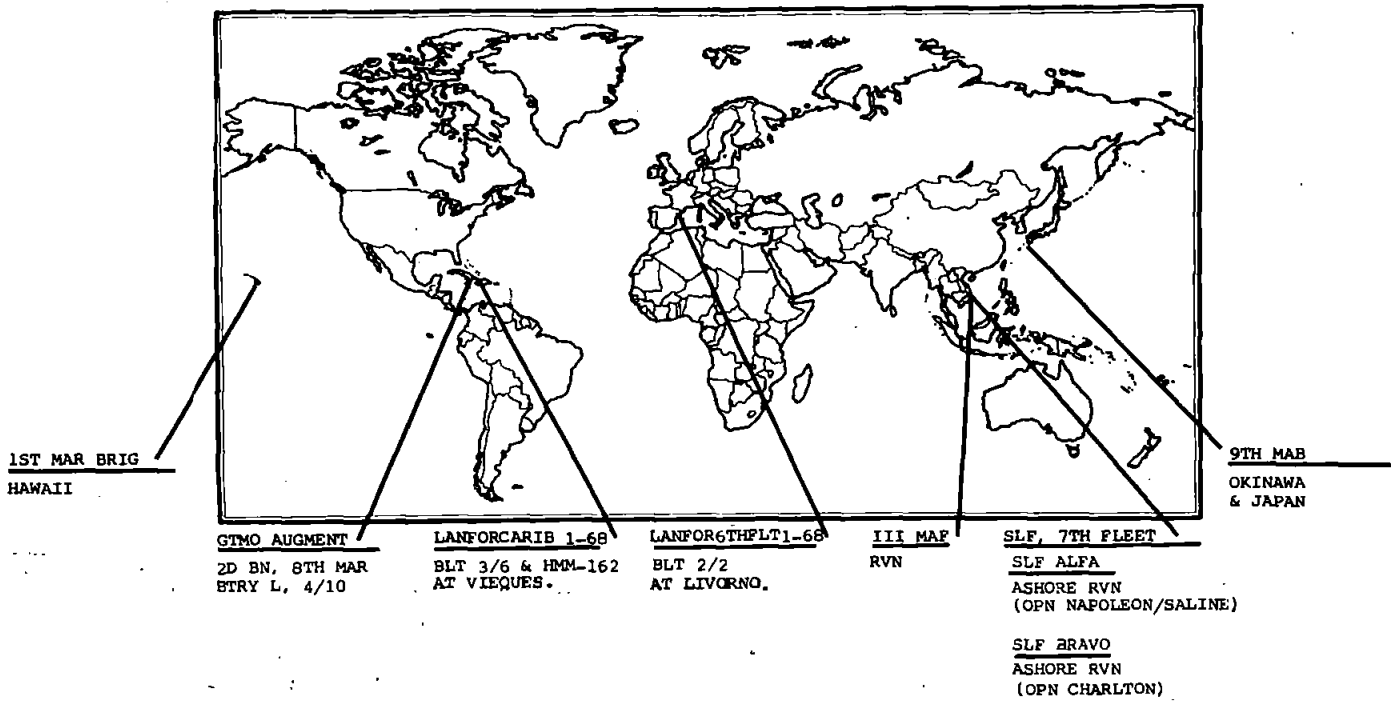 1ST MAR BRIG
HAWAII
GTMO AUGMENT
2D BN, 8TH MAR
BTRY L, 4/10
LANFORCARIB 1-68
BLT 3/6 & HMM-162
AT VIEQUES.
LANFOR6THFLT1-68
BLT 2/2
AT LIVORNO.
III MAF
RVN
SLF, 7TH FLEET
SLF ALFA
ASHORE RVN
(OPN NAPOLEON/SALINE)
SLF BRAVO
ASHORE RVN
(OPN CHARLTON)
9TH MAB
OKINAWA
& JAPAN